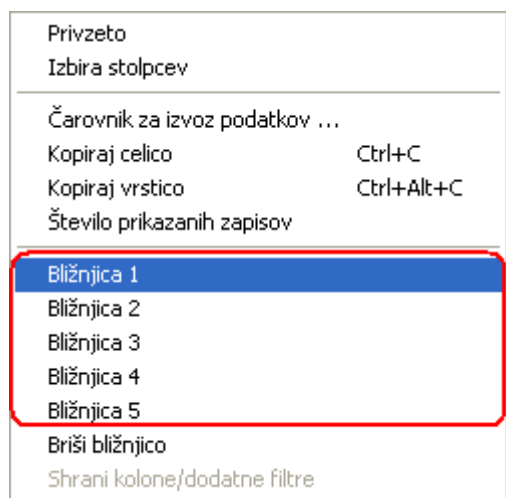 Privzeto
Izbira stolpcev
Čarovnik za izvoz podatkov ...
Kopiraj celico Ctrl+C
Kopiraj vrstico Ctrl+Alt+C
Število prikazanih zapisov
Bližnjica 1
Bližnjica 2
Bližnjica 3
Bližnjica 4
Bližnjica 5
Briši bližnjico
Shrani kolone/dodatne filtre